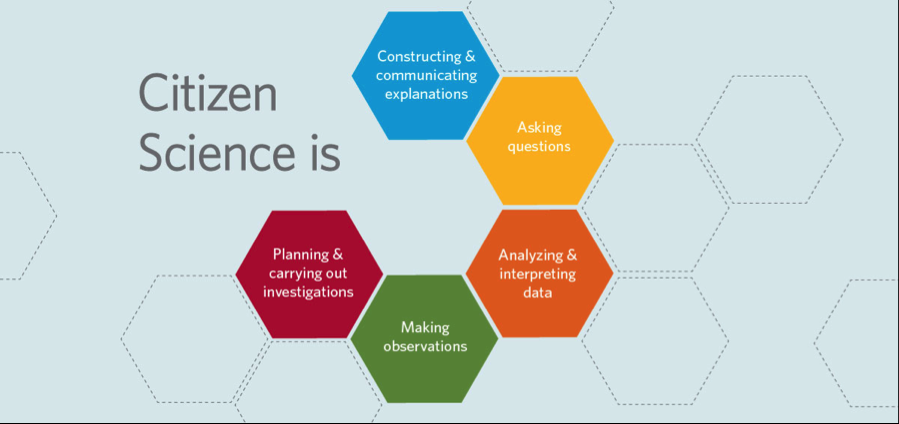 Citizen
Science is
Constructing &
communicating
explanations
Asking
questions
Analyzing &
interpreting
data
Making
observations
Planning &
carrying out
investigations